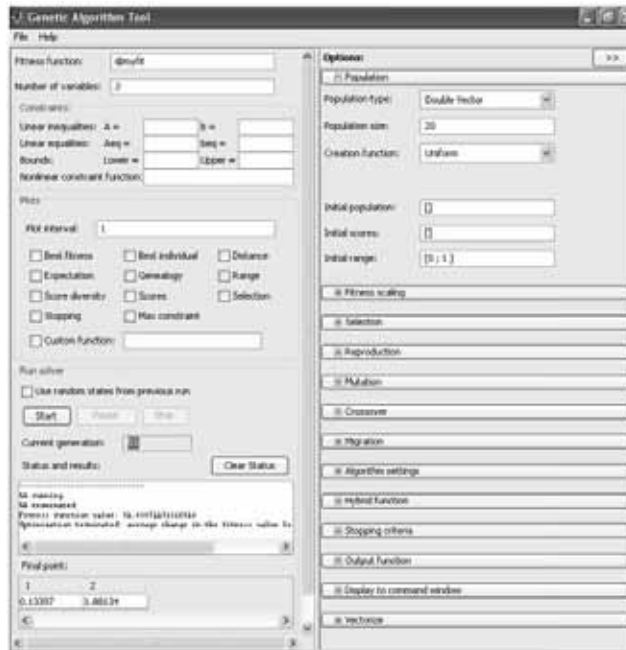 Genetic Algorithm Tool
File Help
Fitness function: @myfit
Number of variables: 2
Constraints:
Linear inequalities: A = b =
Linear equalities: Aeq = beq =
Bounds: Lower = Upper =
Nonlinear constraint function:
Plots
Plot interval: 1
Best fitness Best individual Distance
Expectation Genealogy Range
Score diversity Scores Selection
Stopping Max constraint
Custom function:
Run solver
Use random states from previous run
Start Pause Stop
Current generation:
Status and results: Clear Status
GA running
GA terminated
Fitness function value:
Optimization terminated: average change in the fitness value
Final point:
1 2
Options: >>
Population
Population type: Double Vector
Population size: 20
Creation function: Uniform
Initial population: []
Initial scores: []
Initial range: [0 ; 1]
Fitness scaling
Selection
Reproduction
Mutation
Crossover
Migration
Algorithm settings
Hybrid function
Stopping criteria
Output function
Display to command window
Vectorize